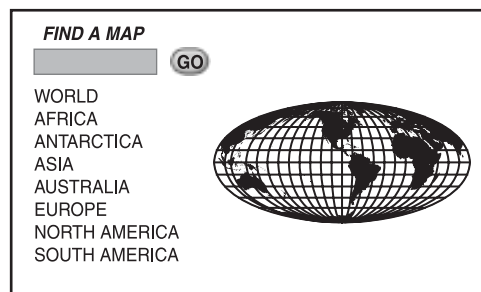 FIND A MAP
GO
WORLD
AFRICA
ANTARCTICA
ASIA
AUSTRALIA
EUROPE
NORTH AMERICA
SOUTH AMERICA